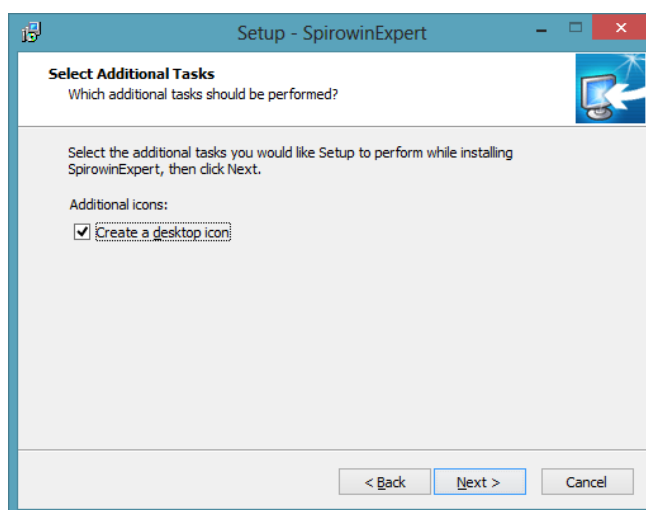 Setup - SpirowinExpert
Select Additional Tasks
Which additional tasks should be performed?
Select the additional tasks you would like Setup to perform while installing
SpirowinExpert, then click Next.
Additional icons:
Create a desktop icon
< Back Next > Cancel